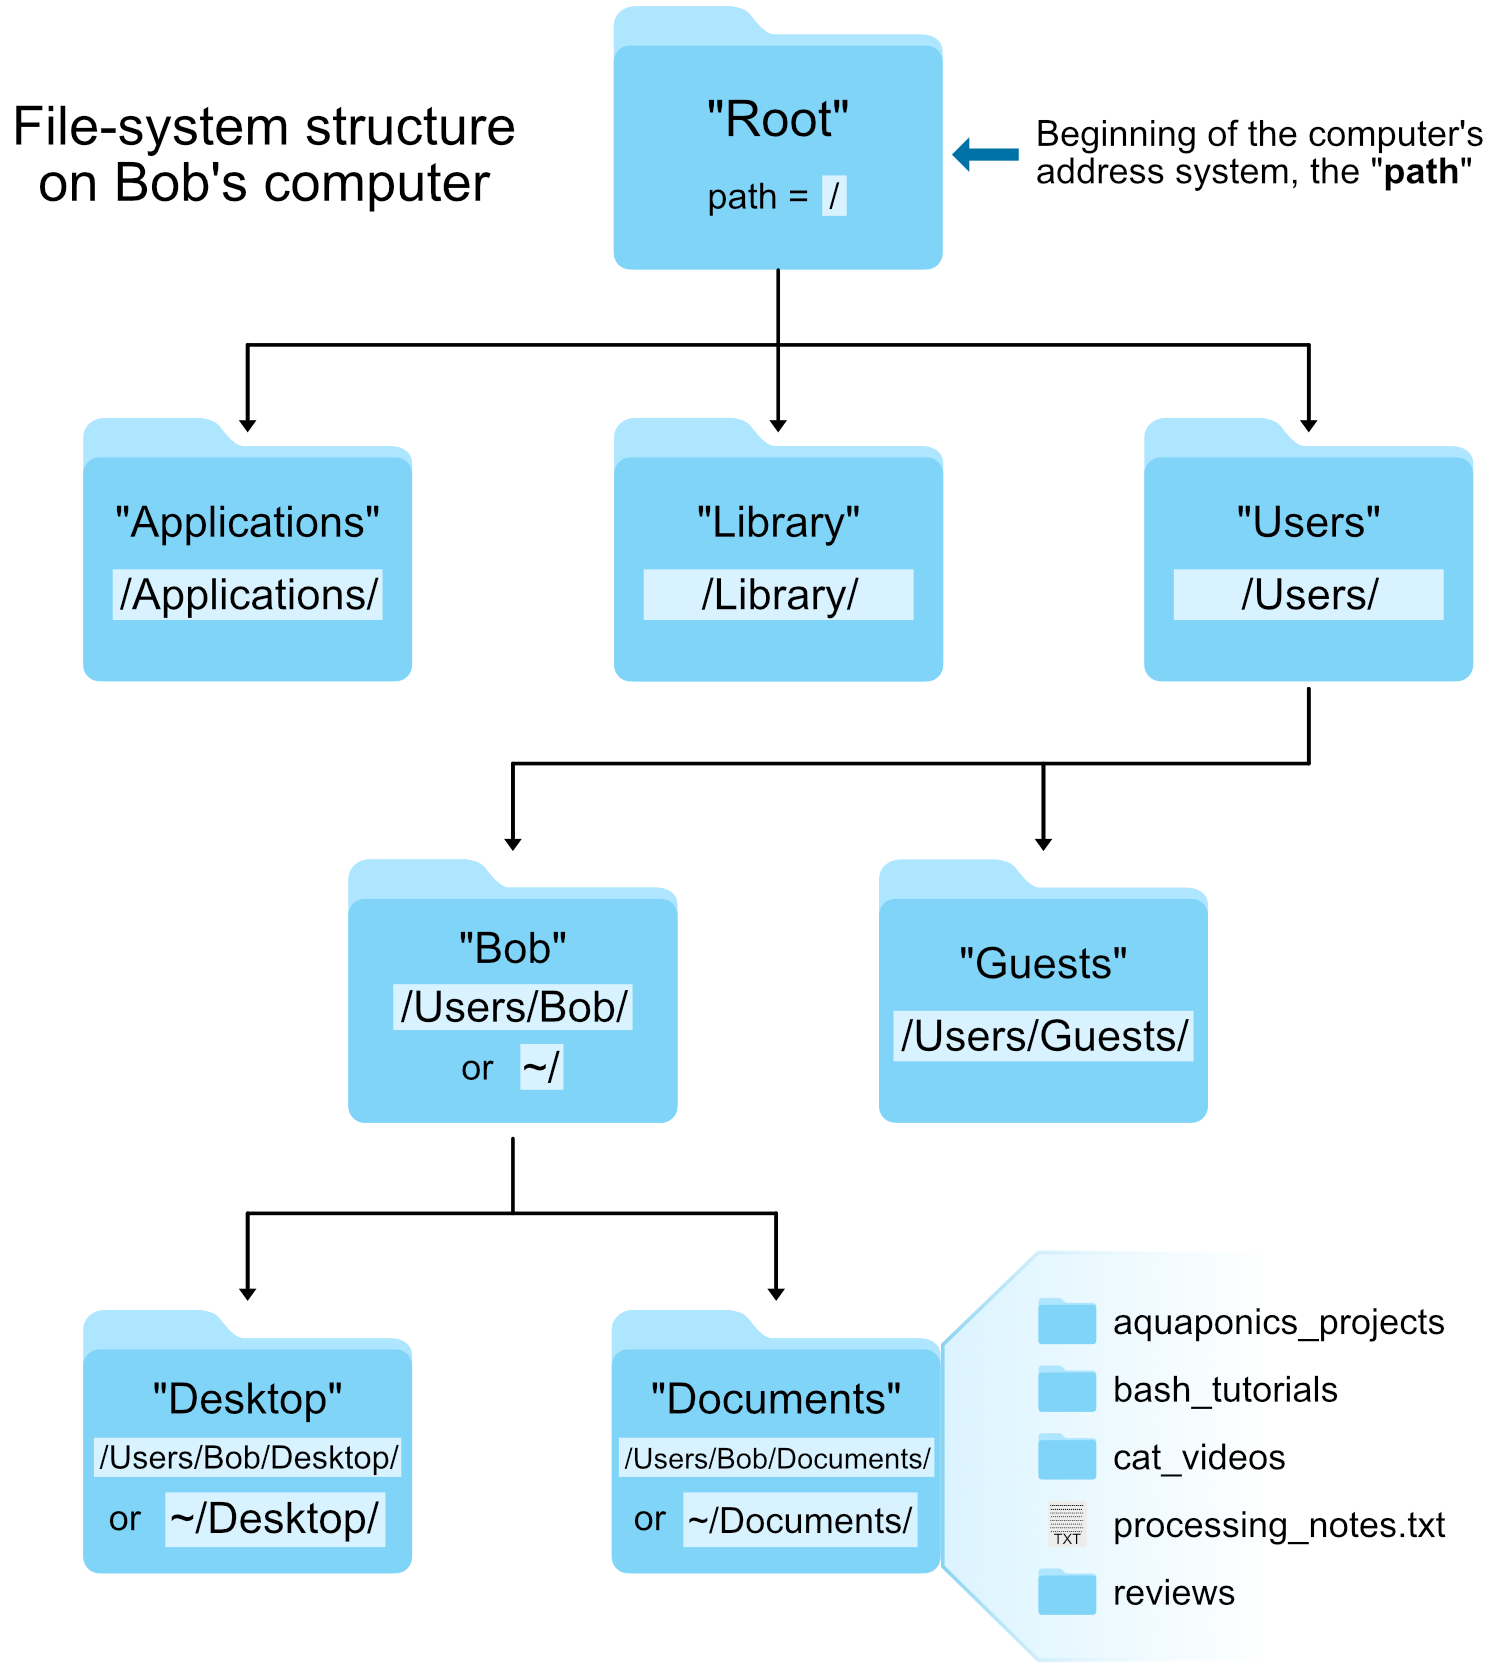 File-system structure
on Bob's computer
"Root"
path = /
Beginning of the computer's
address system, the "path"
"Applications"
/Applications/
"Library"
/Library/
"Users"
/Users/
"Bob"
/Users/Bob/
or ~/
"Guests"
/Users/Guests/
"Desktop"
/Users/Bob/Desktop/
or ~/Desktop/
"Documents"
/Users/Bob/Documents/
or ~/Documents/
aquaponics_projects
bash_tutorials
cat_videos
TXT processing_notes.txt
reviews